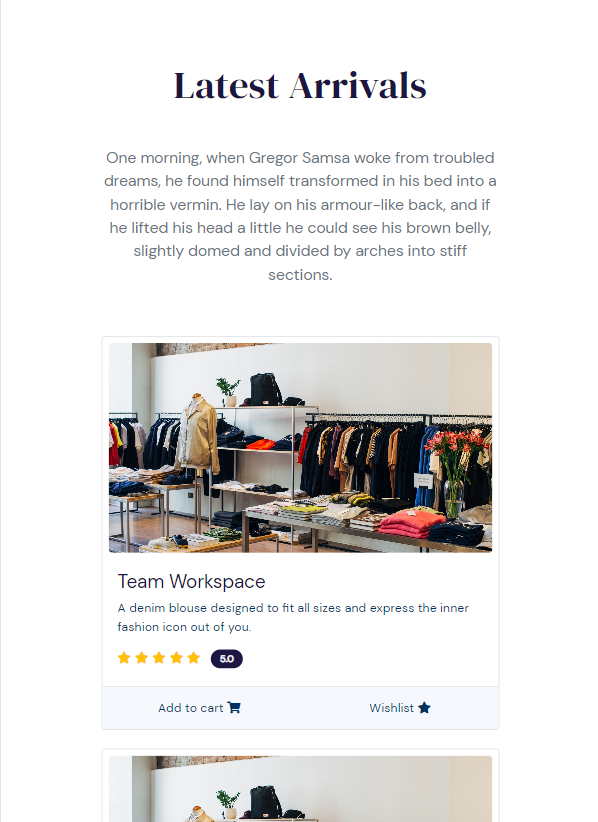 Latest Arrivals
One morning, when Gregor Samsa woke from troubled
dreams, he found himself transformed in his bed into a
horrible vermin. He lay on his armour-like back, and if
he lifted his head a little he could see his brown belly,
slightly domed and divided by arches into stiff
sections.
Team Workspace
A denim blouse designed to fit all sizes and express the inner
fashion icon out of you.
5.0
Add to cart
Wishlist